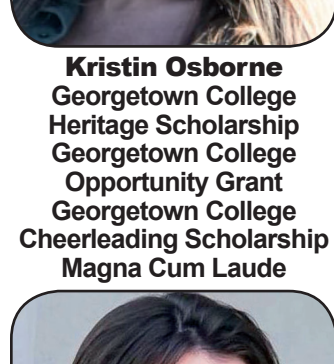 Kristin Osborne
Georgetown College
Heritage Scholarship
Georgetown College
Opportunity Grant
Georgetown College
Cheerleading Scholarship
Magna Cum Laude